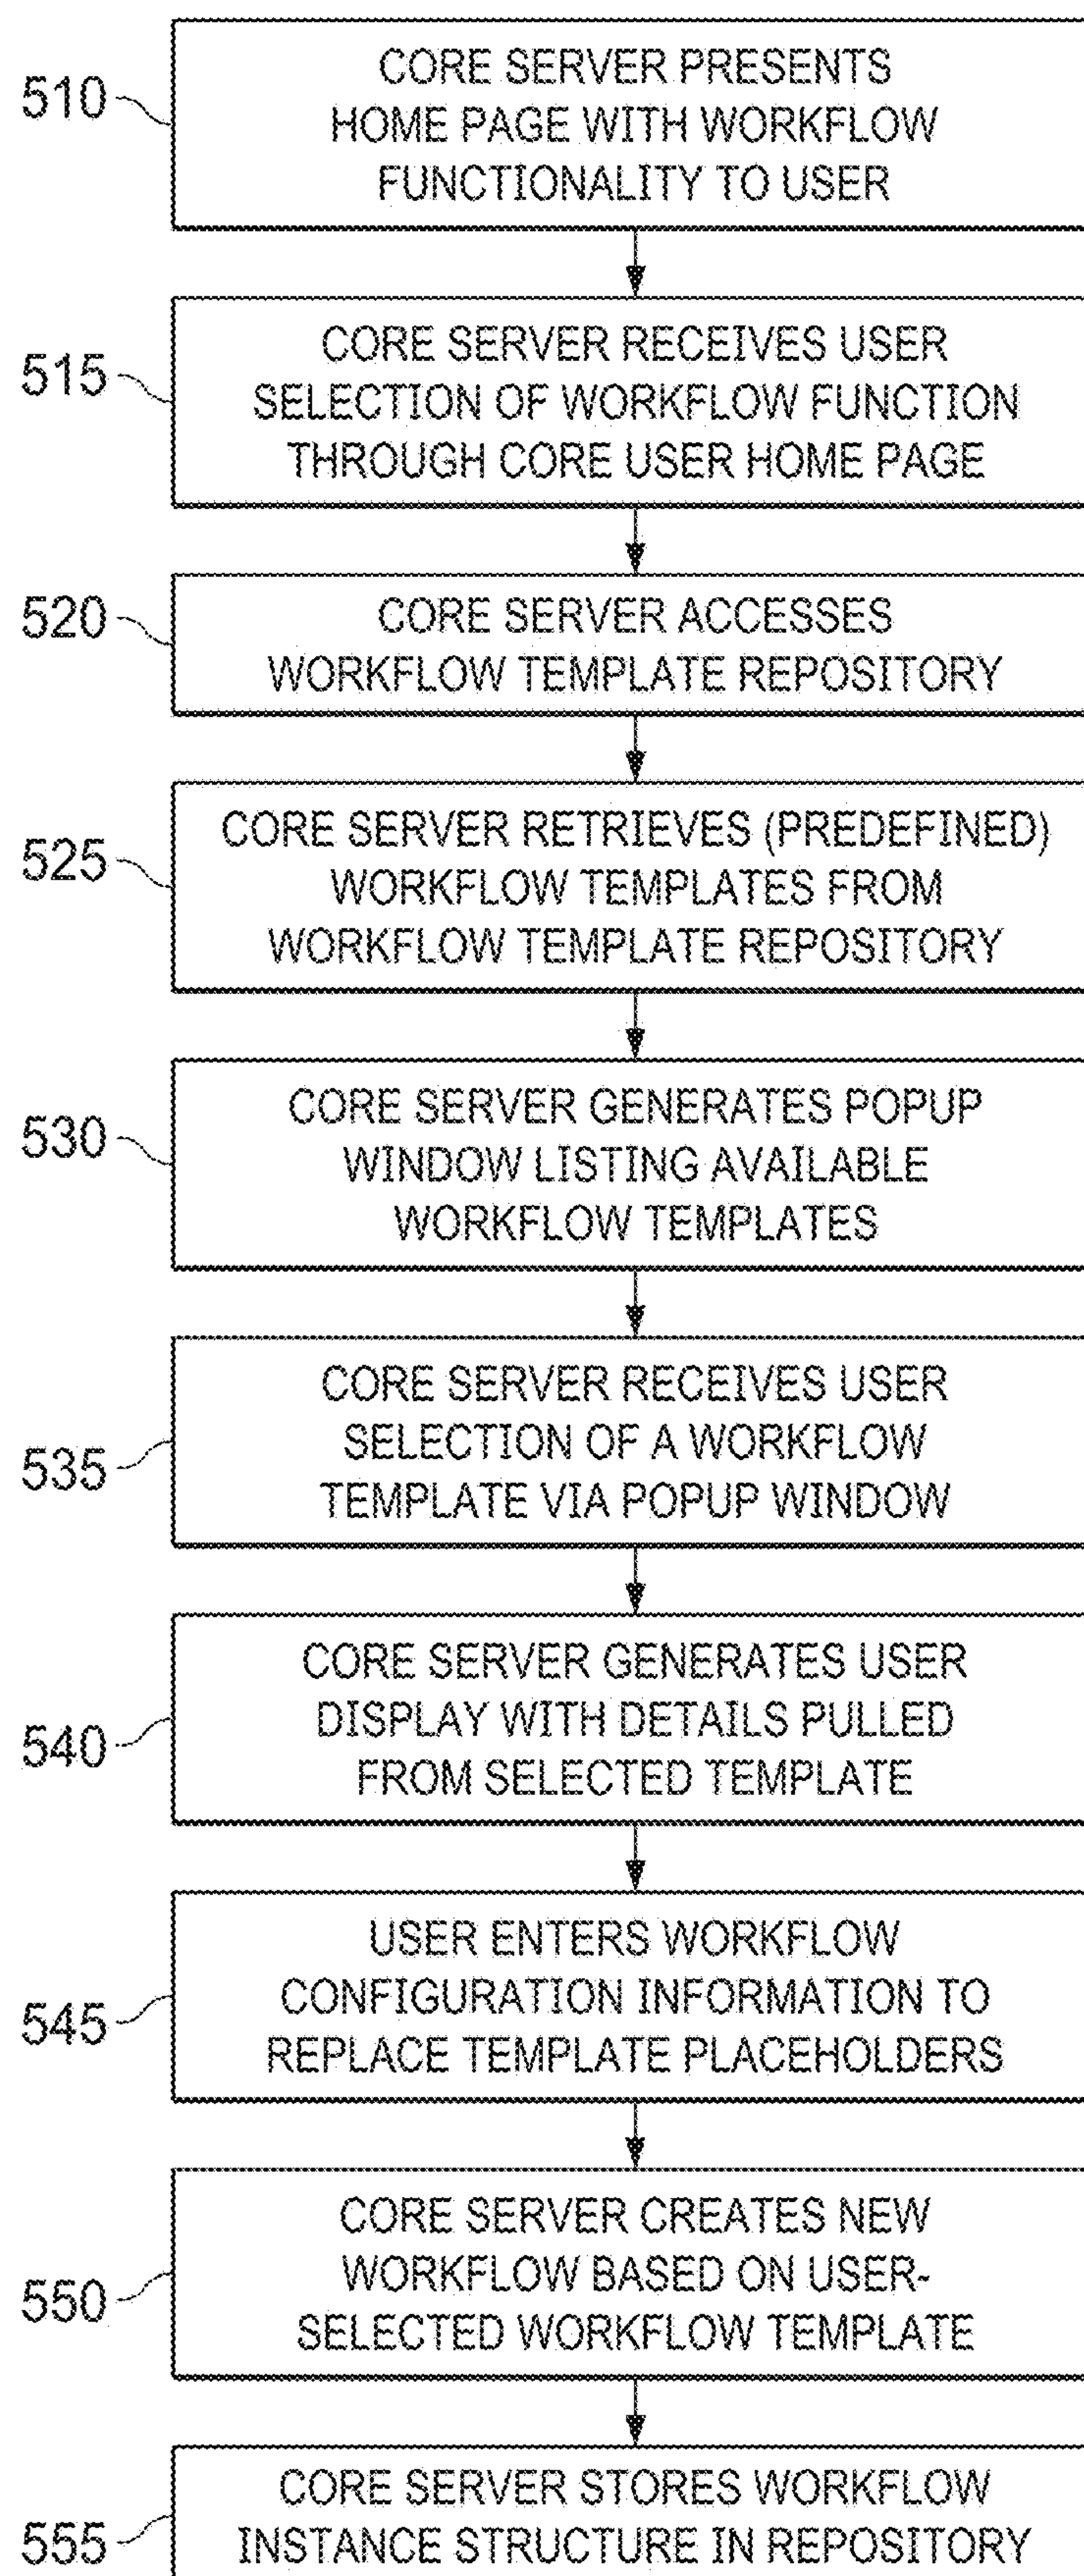 510
CORE SERVER PRESENTS
HOME PAGE WITH WORKFLOW
FUNCTIONALITY TO USER
515
CORE SERVER RECEIVES USER
SELECTION OF WORKFLOW FUNCTION
THROUGH CORE USER HOME PAGE
520
CORE SERVER ACCESSES
WORKFLOW TEMPLATE REPOSITORY
525
CORE SERVER RETRIEVES (PREDEFINED)
WORKFLOW TEMPLATES FROM
WORKFLOW TEMPLATE REPOSITORY
530
CORE SERVER GENERATES POPUP
WINDOW LISTING AVAILABLE
WORKFLOW TEMPLATES
535
CORE SERVER RECEIVES USER
SELECTION OF A WORKFLOW
TEMPLATE VIA POPUP WINDOW
540
CORE SERVER GENERATES USER
DISPLAY WITH DETAILS PULLED
FROM SELECTED TEMPLATE
545
USER ENTERS WORKFLOW
CONFIGURATION INFORMATION TO
REPLACE TEMPLATE PLACEHOLDERS
550
CORE SERVER CREATES NEW
WORKFLOW BASED ON USER-
SELECTED WORKFLOW TEMPLATE
555
CORE SERVER STORES WORKFLOW
INSTANCE STRUCTURE IN REPOSITORY